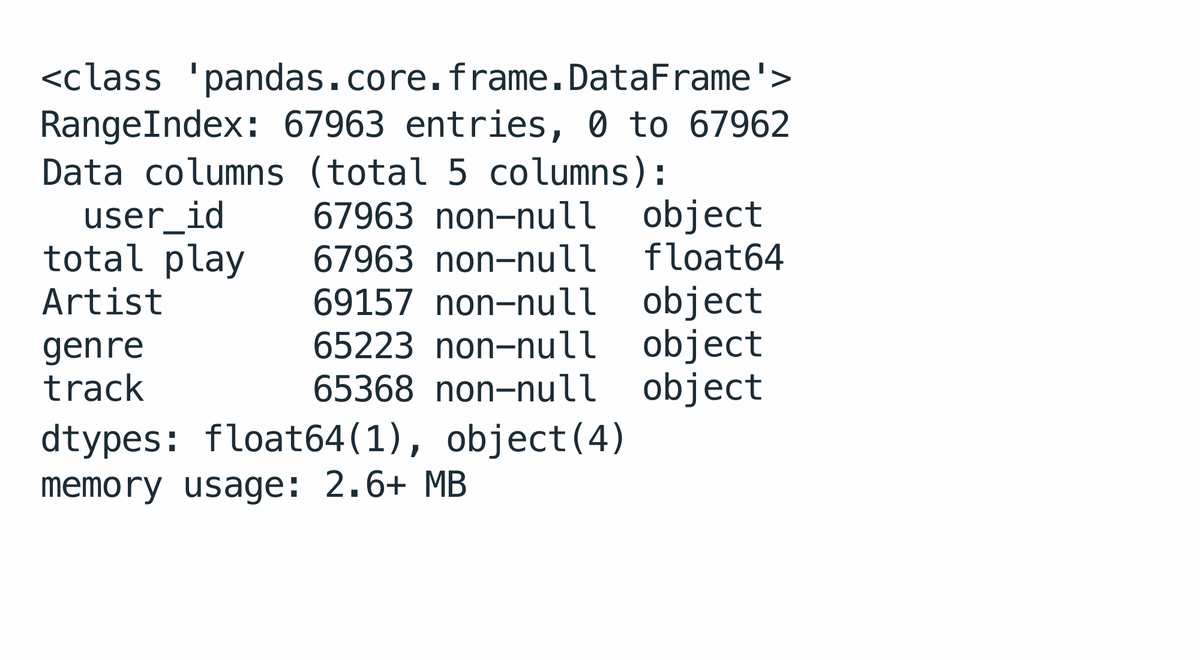 <class 'pandas.core.frame.DataFrame'>
RangeIndex: 67963 entries, 0 to 67962
Data columns (total 5 columns):
  user_id    67963 non-null  object
total play   67963 non-null  float64
Artist       69157 non-null  object
genre        65223 non-null  object
track        65368 non-null  object
dtypes: float64(1), object(4)
memory usage: 2.6+ MB